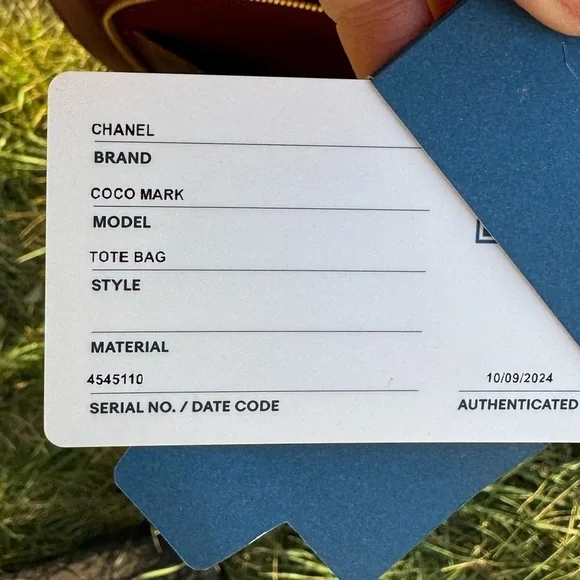 CHANEL
BRAND
COCO MARK
MODEL
TOTE BAG
STYLE
MATERIAL
4545110 10/09/2024
SERIAL NO. / DATE CODE AUTHENTICATED